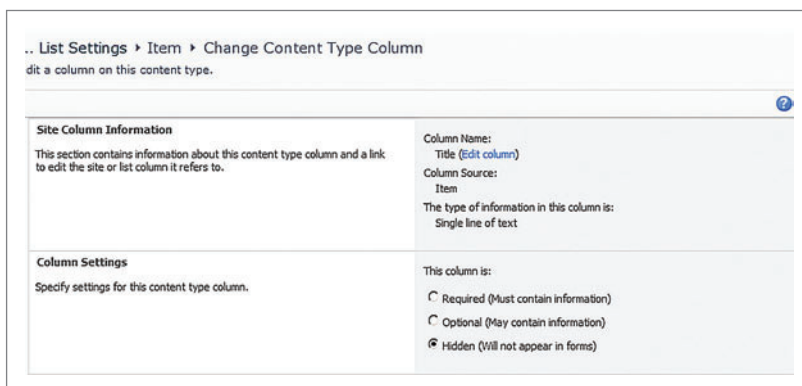 .. List Settings ▸ Item ▸ Change Content Type Column
dit a column on this content type.
Site Column Information
This section contains information about this content type column and a link
to edit the site or list column it refers to.
Column Name:
Title (Edit column)
Column Source:
Item
The type of information in this column is:
Single line of text
Column Settings
Specify settings for this content type column.
This column is:
Required (Must contain information)
Optional (May contain information)
Hidden (Will not appear in forms)